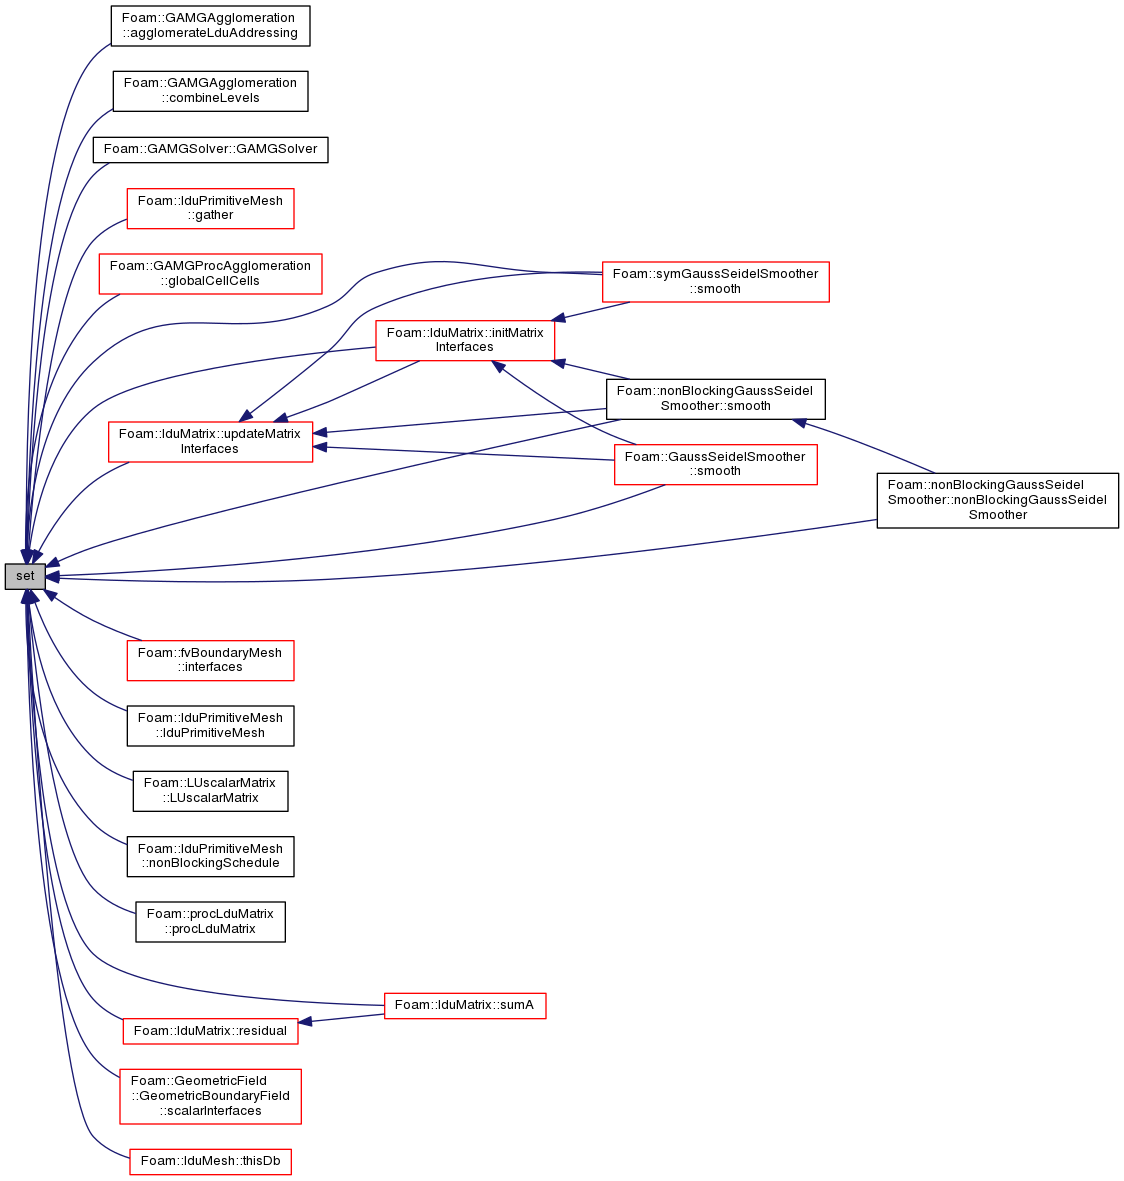 Foam::GAMGAgglomeration
::agglomerateLduAddressing
Foam::GAMGAgglomeration
::combineLevels
Foam::GAMGSolver::GAMGSolver
Foam::lduPrimitiveMesh
::gather
Foam::GAMGProcAgglomeration
::globalCellCells
Foam::symGaussSeidelSmoother
::smooth
Foam::lduMatrix::initMatrix
Interfaces
Foam::nonBlockingGaussSeidel
Smoother::smooth
Foam::lduMatrix::updateMatrix
Interfaces
Foam::GaussSeidelSmoother
::smooth
Foam::nonBlockingGaussSeidel
Smoother::nonBlockingGaussSeidel
Smoother
set
Foam::fvBoundaryMesh
::interfaces
Foam::lduPrimitiveMesh
::lduPrimitiveMesh
Foam::LUscalarMatrix
::LUscalarMatrix
Foam::lduPrimitiveMesh
::nonBlockingSchedule
Foam::procLduMatrix
::procLduMatrix
Foam::lduMatrix::sumA
Foam::lduMatrix::residual
Foam::GeometricField
::GeometricBoundaryField
::scalarInterfaces
Foam::lduMesh::thisDb